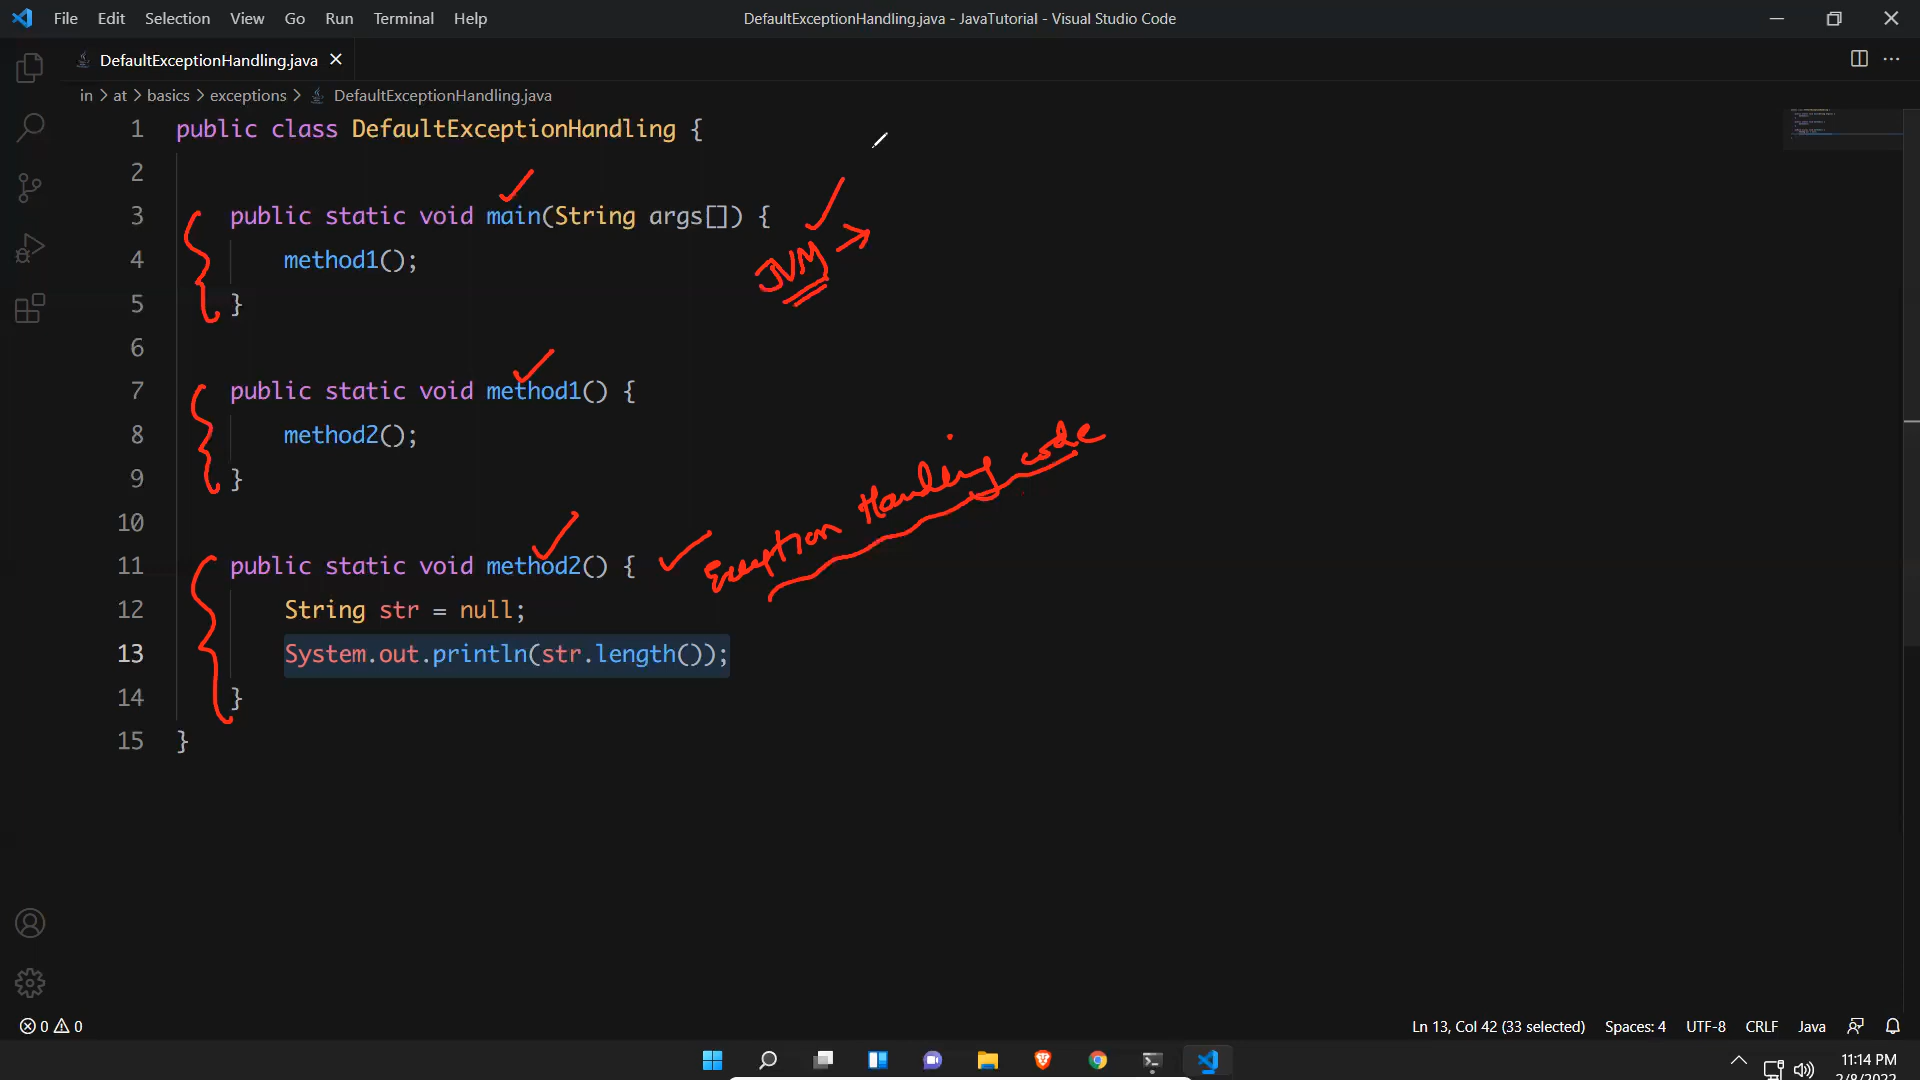 File Edit Selection View Go Run Terminal Help
DefaultExceptionHandling.java - JavaTutorial - Visual Studio Code
DefaultExceptionHandling.java
in > at > basics > exceptions > DefaultExceptionHandling.java
1 public class DefaultExceptionHandling {
2
3 public static void main(String args[]) {
4 method1();
JVM
5 }
6
7 public static void method1() {
8 method2();
9 }
10
11 public static void method2() {
Exception Handling code
12 String str = null;
13 System.out.println(str.length());
14 }
15 }
0 0
Ln 13, Col 42 (33 selected) Spaces: 4 UTF-8 CRLF Java
11:14 PM
2/8/2022